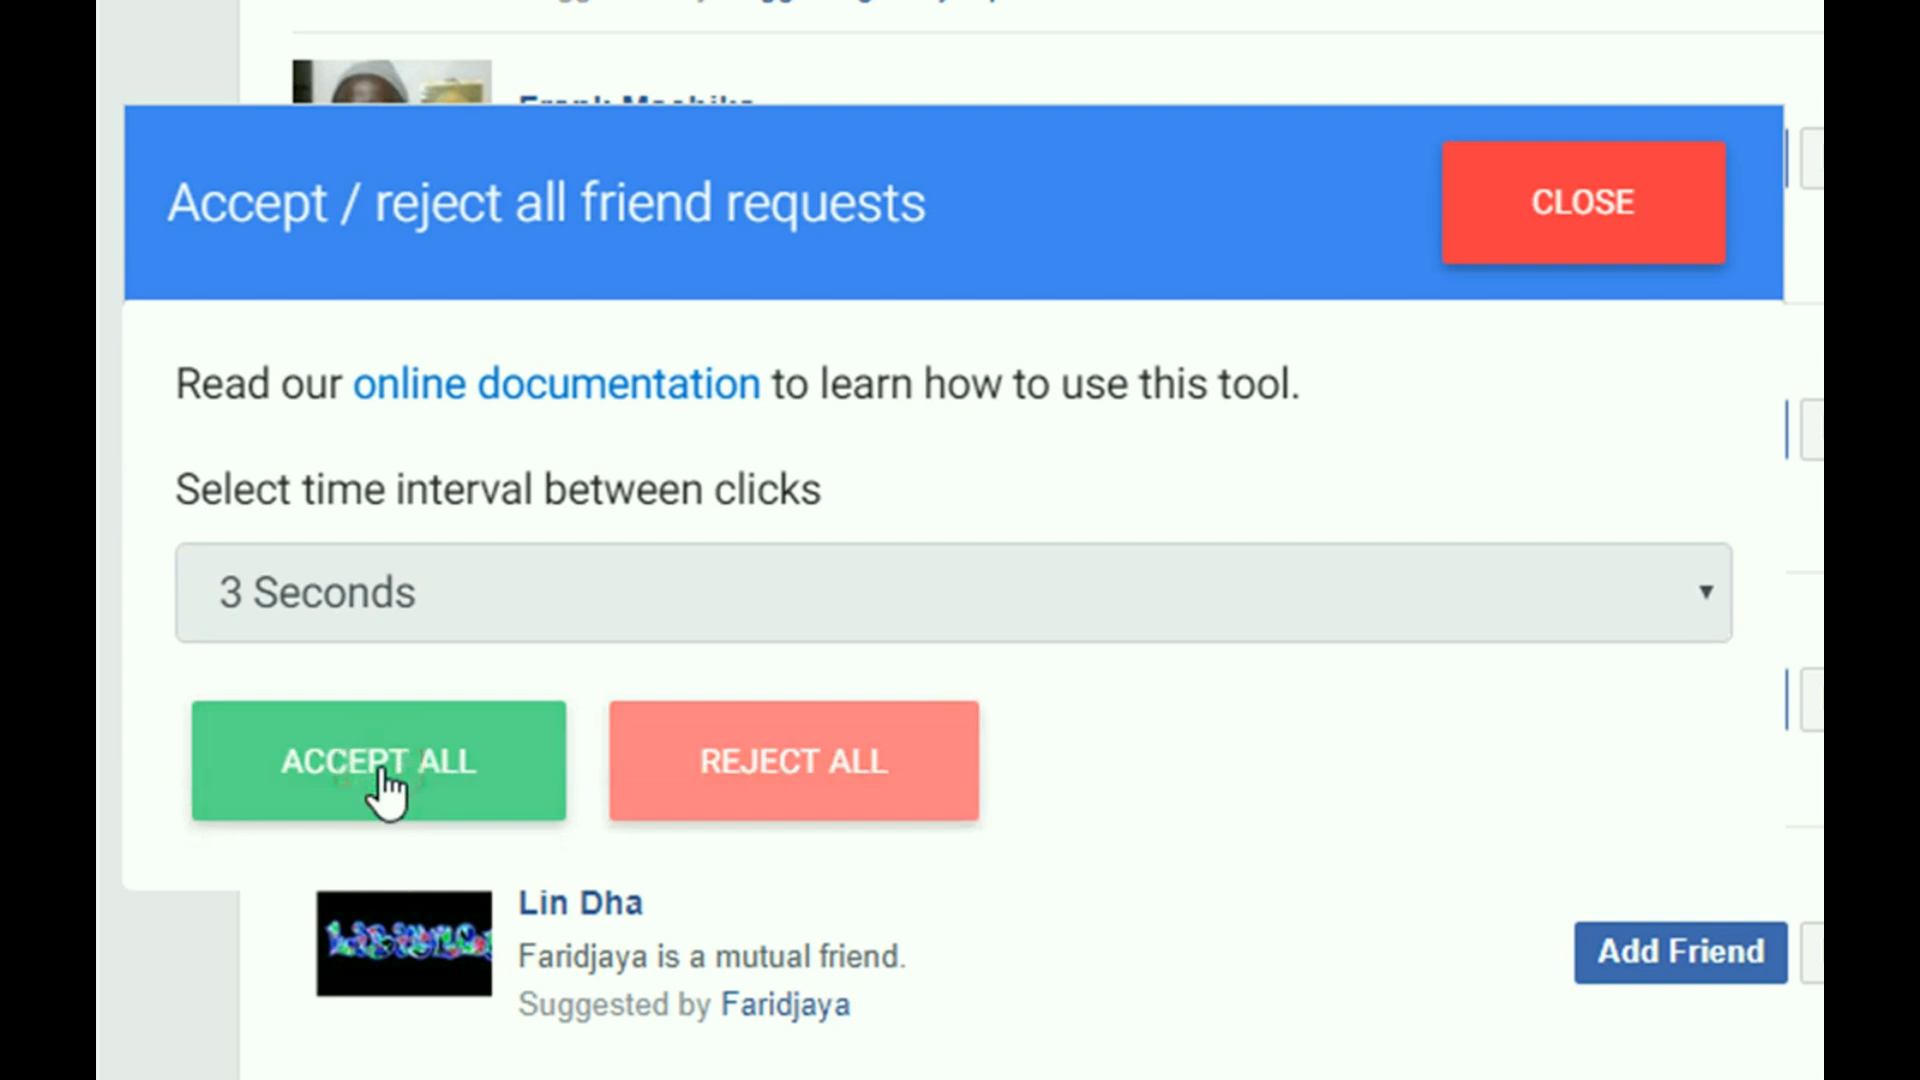 Accept / reject all friend requests
CLOSE
Read our online documentation to learn how to use this tool.
Select time interval between clicks
3 Seconds
ACCEPT ALL
REJECT ALL
Lin Dha
Faridjaya is a mutual friend.
Add Friend
Suggested by Faridjaya